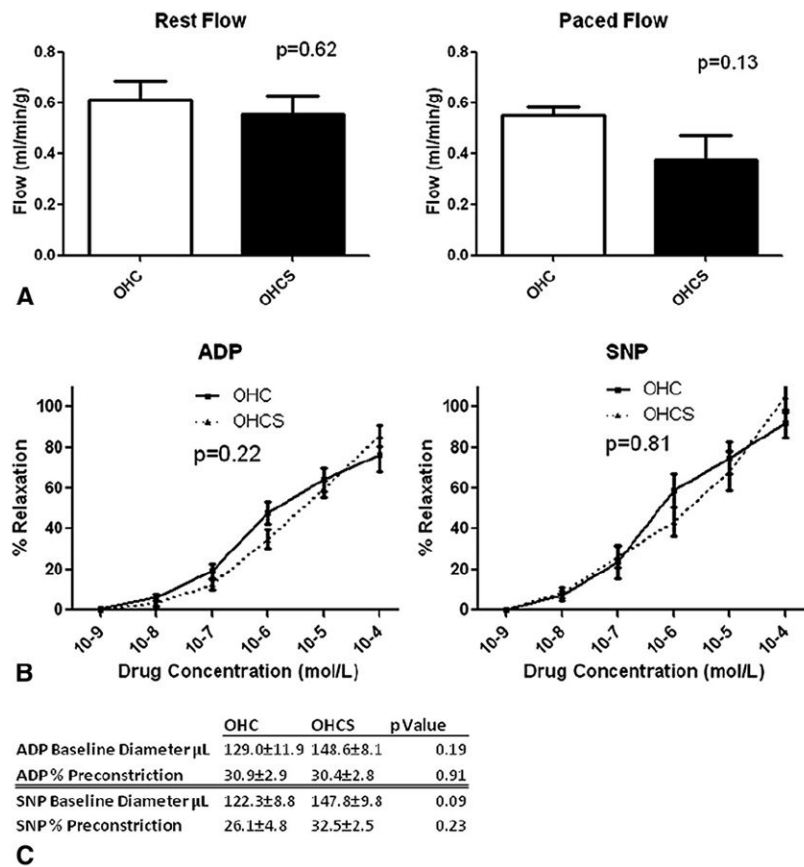 Rest Flow
p=0.62
Flow (ml/min/g)
0.8
0.6
0.4
0.2
0.0
OHC
OHCS
A
Paced Flow
p=0.13
Flow (ml/min/g)
0.8
0.6
0.4
0.2
0.0
OHC
OHCS
ADP
OHC
OHCS
p=0.22
% Relaxation
100
80
60
40
20
0
10-9
10-8
10-7
10-6
10-5
10-4
Drug Concentration (mol/L)
B
SNP
OHC
OHCS
p=0.81
% Relaxation
100
80
60
40
20
0
10-9
10-8
10-7
10-6
10-5
10-4
Drug Concentration (mol/L)
OHC OHCS p Value
ADP Baseline Diameter µL 129.0±11.9 148.6±8.1 0.19
ADP % Preconstriction 30.9±2.9 30.4±2.8 0.91
SNP Baseline Diameter µL 122.3±8.8 147.8±9.8 0.09
SNP % Preconstriction 26.1±4.8 32.5±2.5 0.23
C